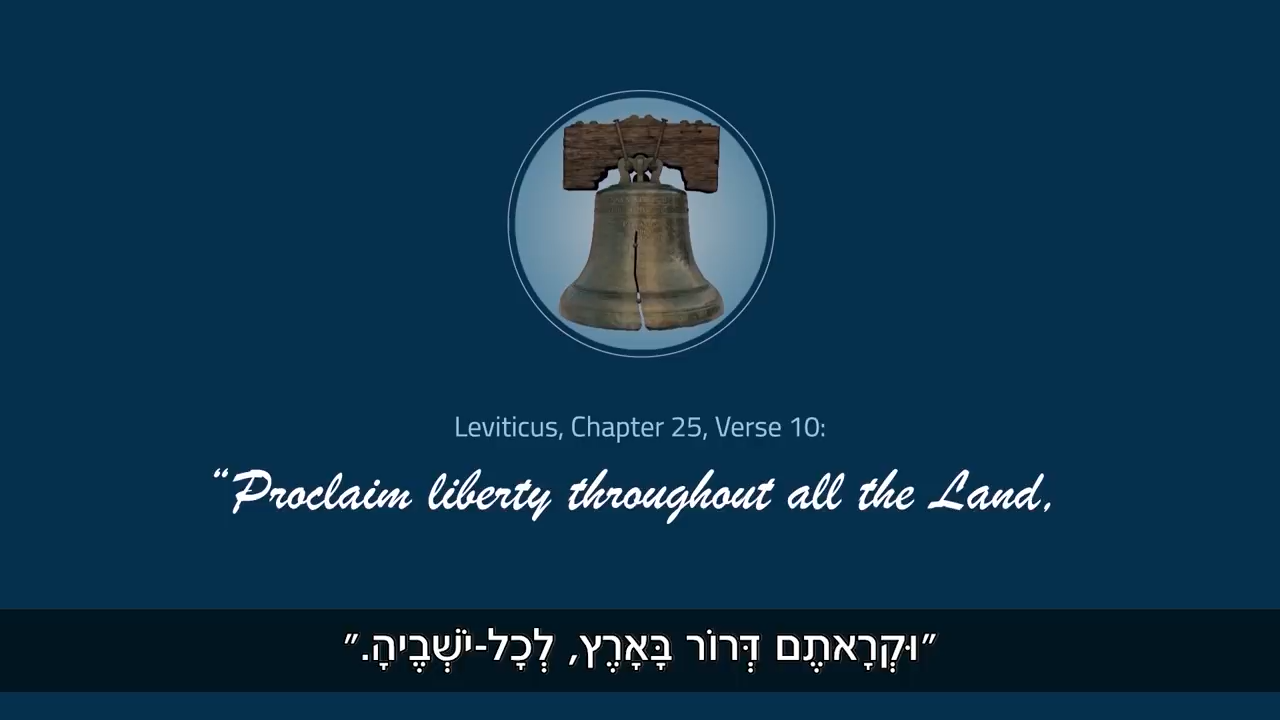 Leviticus, Chapter 25, Verse 10:
“Proclaim liberty throughout all the Land,
"וּקְרָאתֶם דְּרוֹר בָּאָרֶץ, לְכָל-יֹשְׁבֶיהָ."